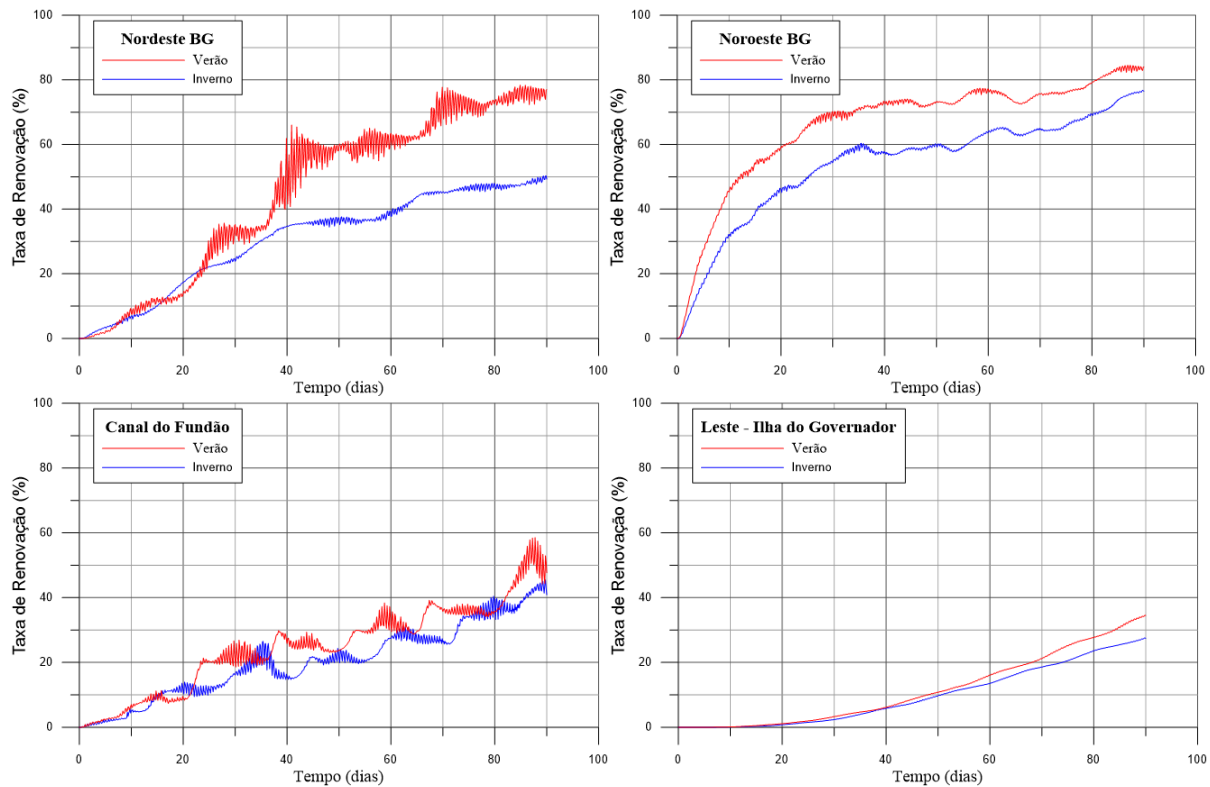 Nordeste BG
Verão
Inverno
Taxa de Renovação (%)
100
80
60
40
20
0
0 20 40 60 80 100
Tempo (dias)
Noroeste BG
Verão
Inverno
Taxa de Renovação (%)
100
80
60
40
20
0
0 20 40 60 80 100
Tempo (dias)
Canal do Fundão
Verão
Inverno
Taxa de Renovação (%)
100
80
60
40
20
0
0 20 40 60 80 100
Tempo (dias)
Leste - Ilha do Governador
Verão
Inverno
Taxa de Renovação (%)
100
80
60
40
20
0
0 20 40 60 80 100
Tempo (dias)